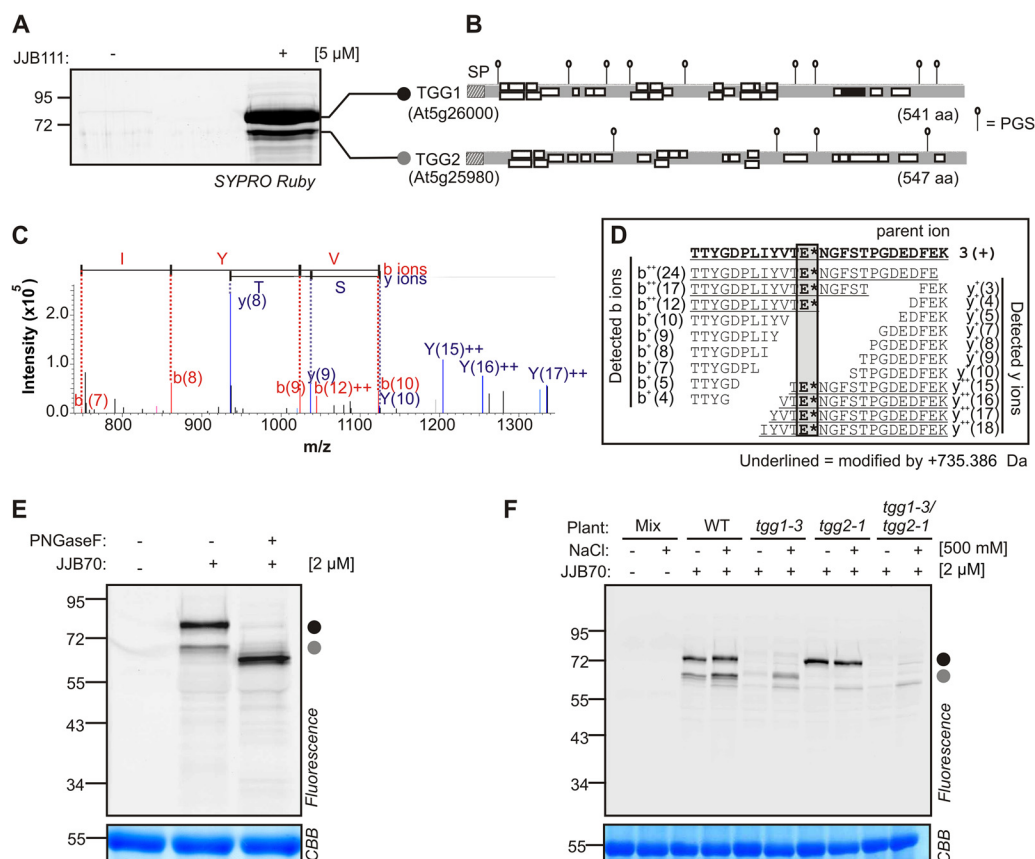 A
JJB111: - + [5 µM]
95
72
SYPRO Ruby
B
SP
TGG1
(At5g26000)
(541 aa)
TGG2
(At5g25980)
(547 aa)
= PGS
C
Intensity (x10⁵)
2.0
1.0
0.0
I Y V
b ions
y ions
T S
y(8)
b(7)
b(8)
b(9)
y(9)
b(12)++
b(10)
Y(10)
Y(15)++
Y(16)++
Y(17)++
800 900 1000 1100 1200 1300
m/z
D
parent ion
TTYGDPLIYVTE*NGFSTPGDEDFEK 3(+)
Detected b ions
b⁺⁺(24) TTYGDPLIYVTE*NGFSTPGDEDFE
b⁺⁺(17) TTYGDPLIYVTE*NGFST FEK y⁺(3)
b⁺⁺(12) TTYGDPLIYVTE* DFEK y⁺(4)
b⁺(10) TTYGDPLIYV EDFEK y⁺(5)
b⁺(9) TTYGDPLIY GDEDFEK y⁺(7)
b⁺(8) TTYGDPLI PGDEDFEK y⁺(8)
b⁺(7) TTYGDPL TPGDEDFEK y⁺(9)
b⁺(5) TTYGD STPGDEDFEK y⁺(10)
b⁺(4) TTYG TE*NGFSTPGDEDFEK y⁺⁺(15)
VTE*NGFSTPGDEDFEK y⁺⁺(16)
YVTE*NGFSTPGDEDFEK y⁺⁺(17)
IYVTE*NGFSTPGDEDFEK y⁺⁺(18)
Detected y ions
Underlined = modified by +735.386 Da
E
PNGaseF: - - +
JJB70: - + + [2 µM]
95
72
55
43
34
Fluorescence
55
CBB
F
Plant: Mix WT tgg1-3 tgg2-1 tgg1-3/
tgg2-1
NaCl: - + - + - + - + - + [500 mM]
JJB70: - - + + + + + + + + [2 µM]
95
72
55
43
34
Fluorescence
55
CBB